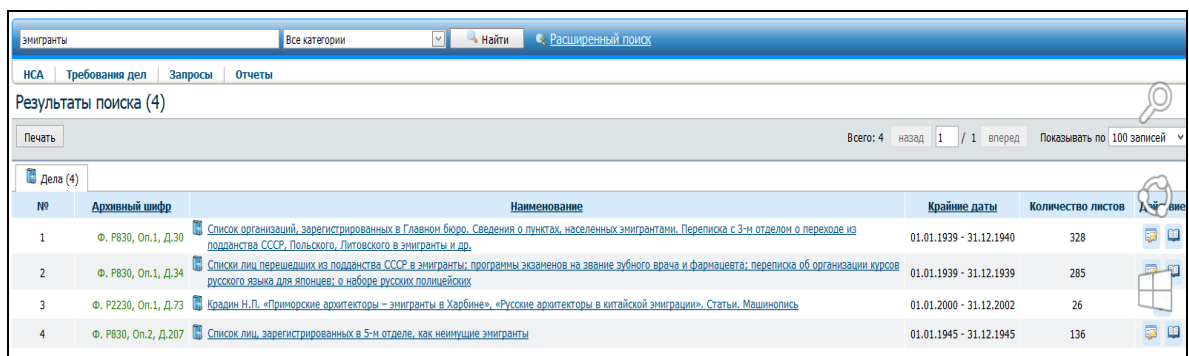 эмигранты Все категории Найти Расширенный поиск
НСА Требования дел Запросы Отчеты
Результаты поиска (4)
Печать Всего: 4 назад 1 / 1 вперед Показывать по 100 записей
Дела (4)
№ Архивный шифр Наименование Крайние даты Количество листов Действие
1 Ф. Р830, Оп.1, Д.30 Список организаций, зарегистрированных в Главном бюро. Сведения о пунктах, населенных эмигрантами. Переписка с 3-м отделом о переходе из 01.01.1939 - 31.12.1940 328
подданства СССР, Польского, Литовского в эмигранты и др.
2 Ф. Р830, Оп.1, Д.34 Списки лиц перешедших из подданства СССР в эмигранты; программы экзаменов на звание зубного врача и фармацевта; переписка об организации курсов 01.01.1939 - 31.12.1939 285
русского языка для японцев; о наборе русских полицейских
3 Ф. Р2230, Оп.1, Д.73 Крадин Н.П. «Приморские архитекторы – эмигранты в Харбине», «Русские архитекторы в китайской эмиграции». Статьи. Машинопись 01.01.2000 - 31.12.2002 26
4 Ф. Р830, Оп.2, Д.207 Список лиц, зарегистрированных в 5-м отделе, как неимущие эмигранты 01.01.1945 - 31.12.1945 136